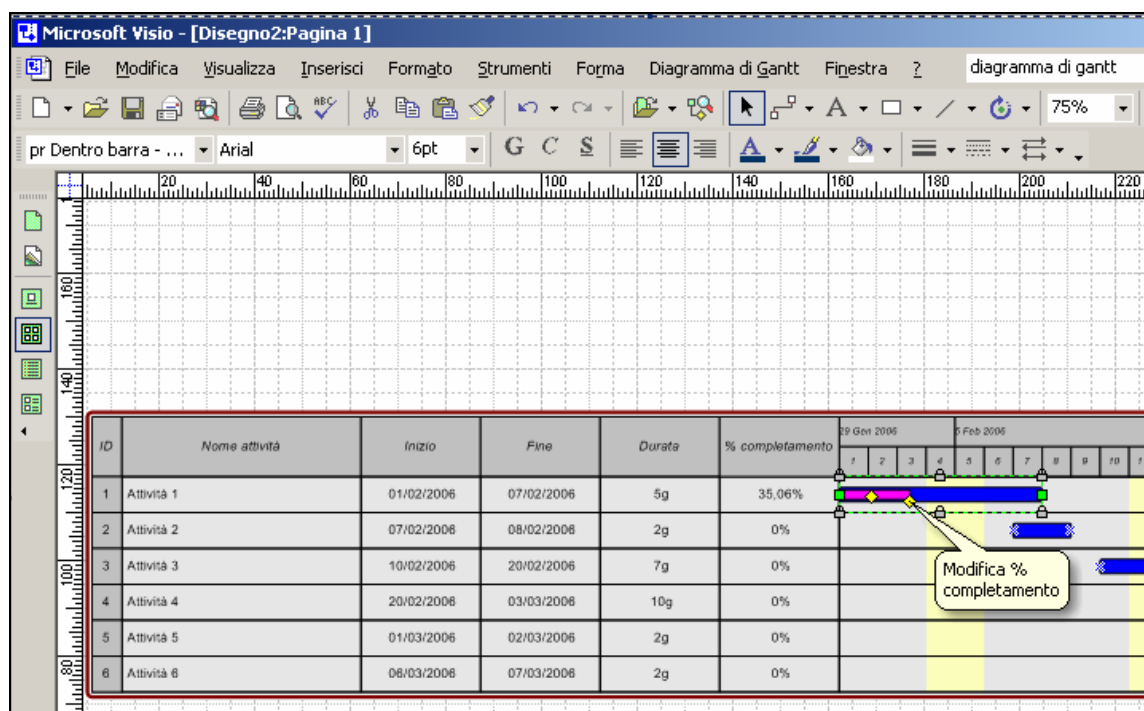 Microsoft Visio - [Disegno2:Pagina 1]
File Modifica Visualizza Inserisci Formato Strumenti Forma Diagramma di Gantt Finestra ? diagramma di gantt
ABC A 75%
pr Dentro barra - ... Arial 6pt G C S A
20 40 60 80 100 120 140 160 180 200 220
160
140
120
100
80
ID Nome attività Inizio Fine Durata % completamento 29 Gen 2006 5 Feb 2006
1 2 3 4 5 6 7 8 9 10
1 Attività 1 01/02/2006 07/02/2006 5g 35,06%
2 Attività 2 07/02/2006 08/02/2006 2g 0%
3 Attività 3 10/02/2006 20/02/2006 7g 0%
4 Attività 4 20/02/2006 03/03/2006 10g 0%
5 Attività 5 01/03/2006 02/03/2006 2g 0%
6 Attività 6 06/03/2006 07/03/2006 2g 0%
Modifica %
completamento